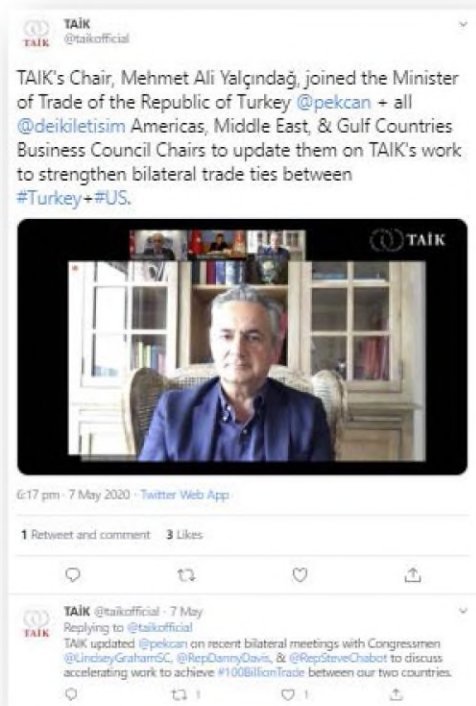 TAİK
@taikofficial
TAIK's Chair, Mehmet Ali Yalçındağ, joined the Minister
of Trade of the Republic of Turkey @pekcan + all
@deikiletisim Americas, Middle East, & Gulf Countries
Business Council Chairs to update them on TAIK's work
to strengthen bilateral trade ties between
#Turkey+#US.
TAİK
6:17 pm · 7 May 2020 · Twitter Web App
1 Retweet and comment 3 Likes
TAİK @taikofficial · 7 May
Replying to @taikofficial
TAIK updated @pekcan on recent bilateral meetings with Congressmen
@LindseyGrahamSC, @RepDannyDavis, & @RepSteveChabot to discuss
accelerating work to achieve #100BillionTrade between our two countries.
1 1
TAİK
TAİK